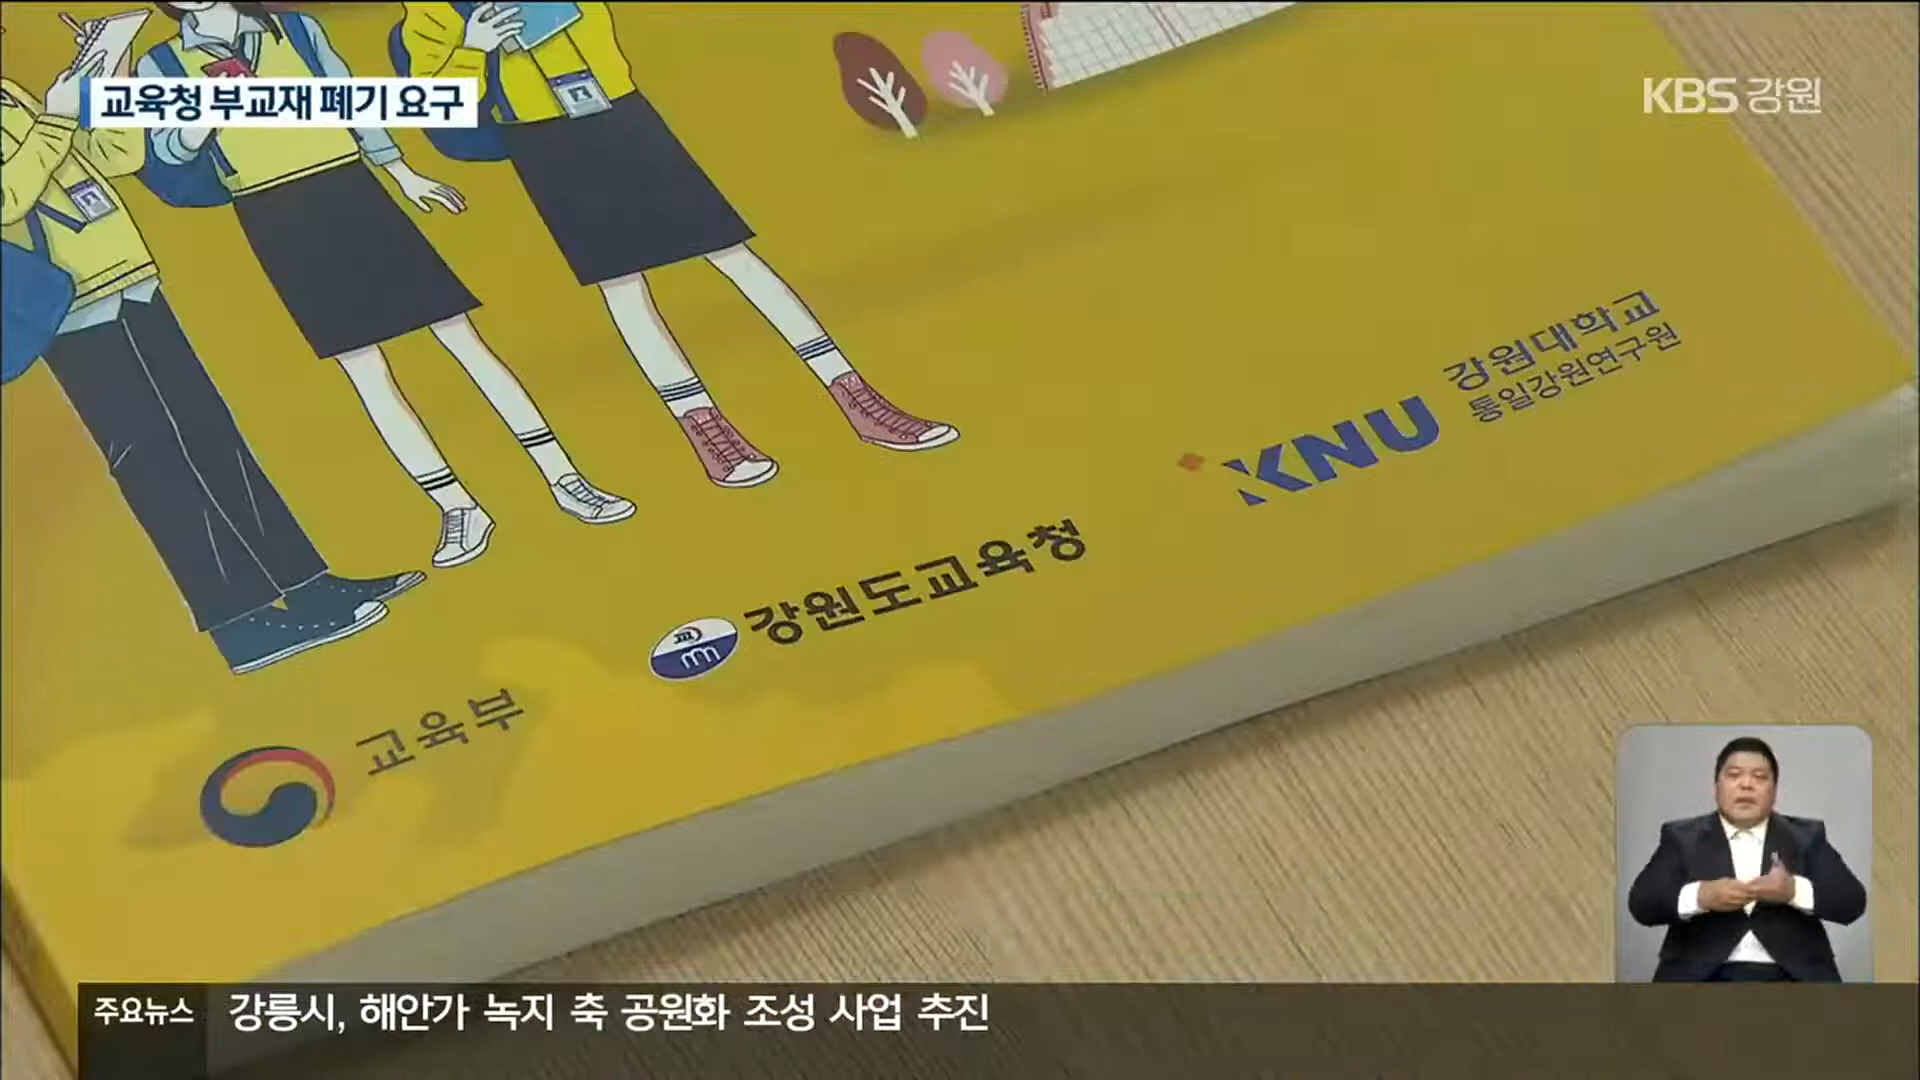 교육청 부교재 폐기 요구
KBS 강원
강원대학교
통일강원연구원
KNU
강원도교육청
교육부
주요뉴스
강릉시, 해안가 녹지 축 공원화 조성 사업 추진